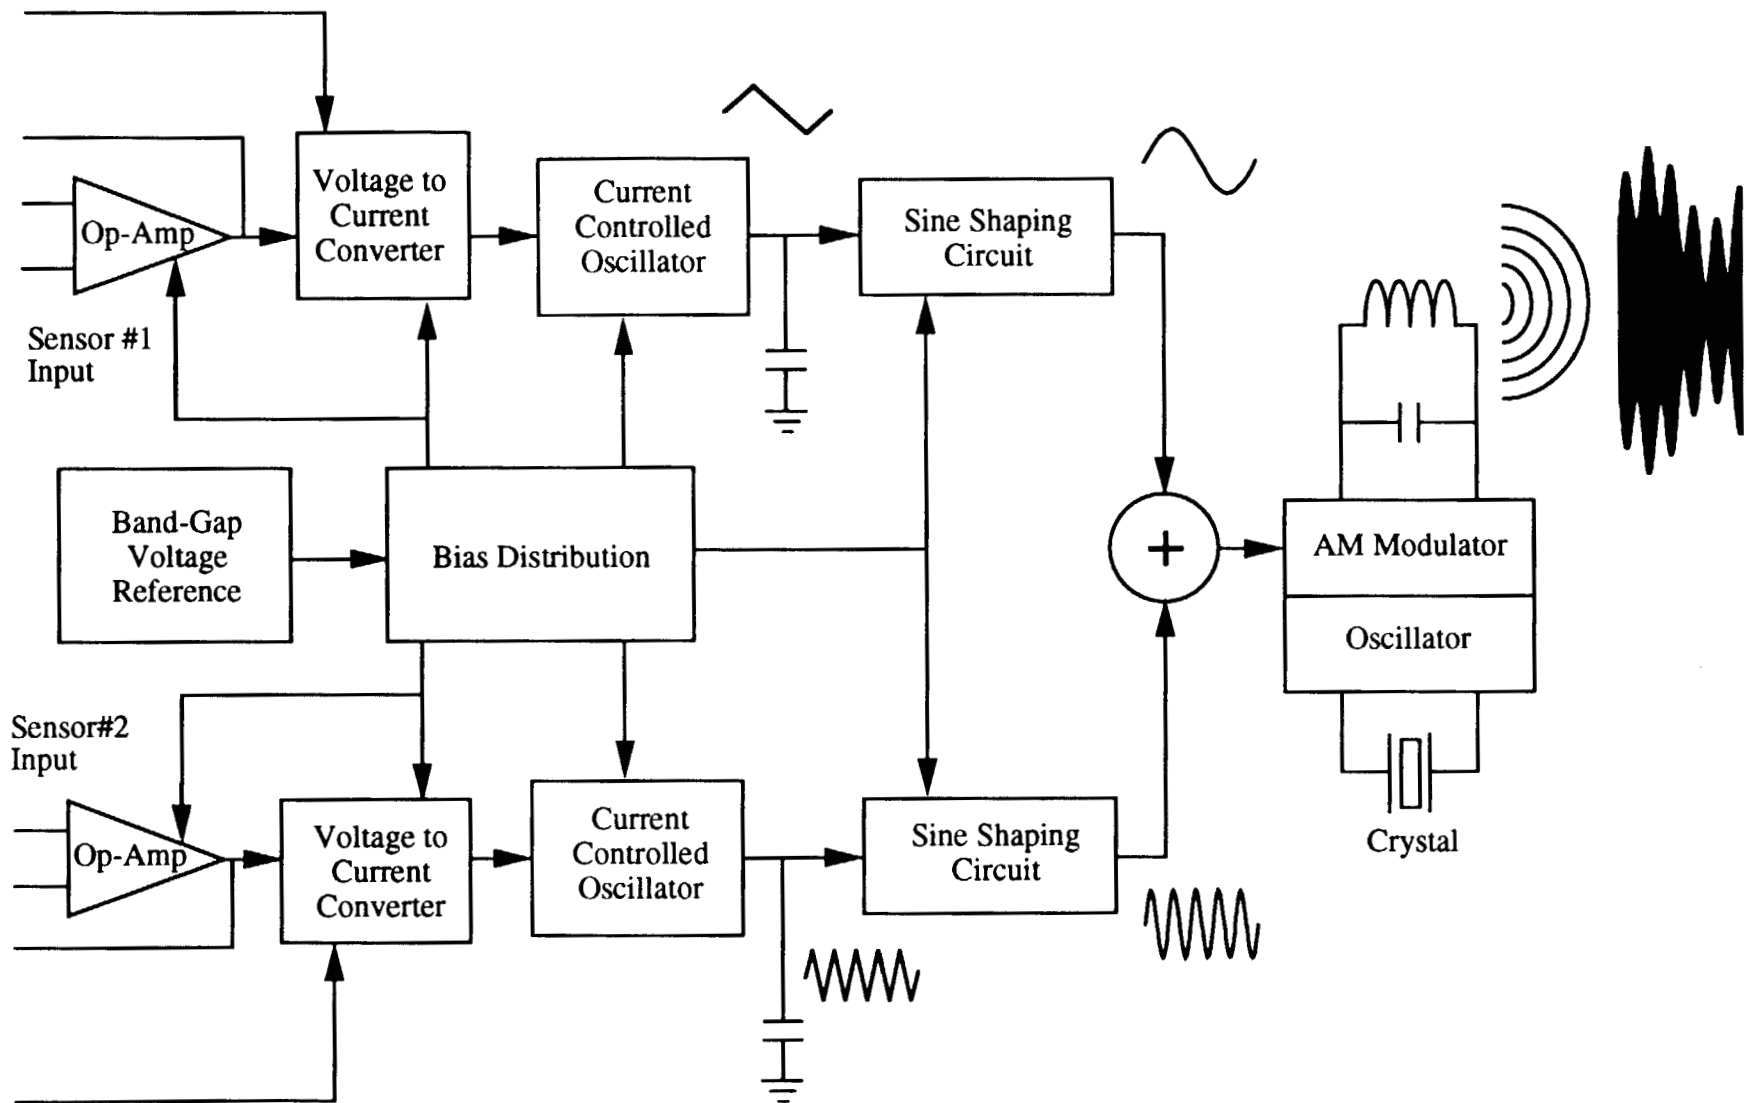 Voltage to
Current
Converter
Current
Controlled
Oscillator
Sine Shaping
Circuit
Op-Amp
Sensor #1
Input
Band-Gap
Voltage
Reference
Bias Distribution
+
AM Modulator
Oscillator
Sensor#2
Input
Op-Amp
Voltage to
Current
Converter
Current
Controlled
Oscillator
Sine Shaping
Circuit
Crystal